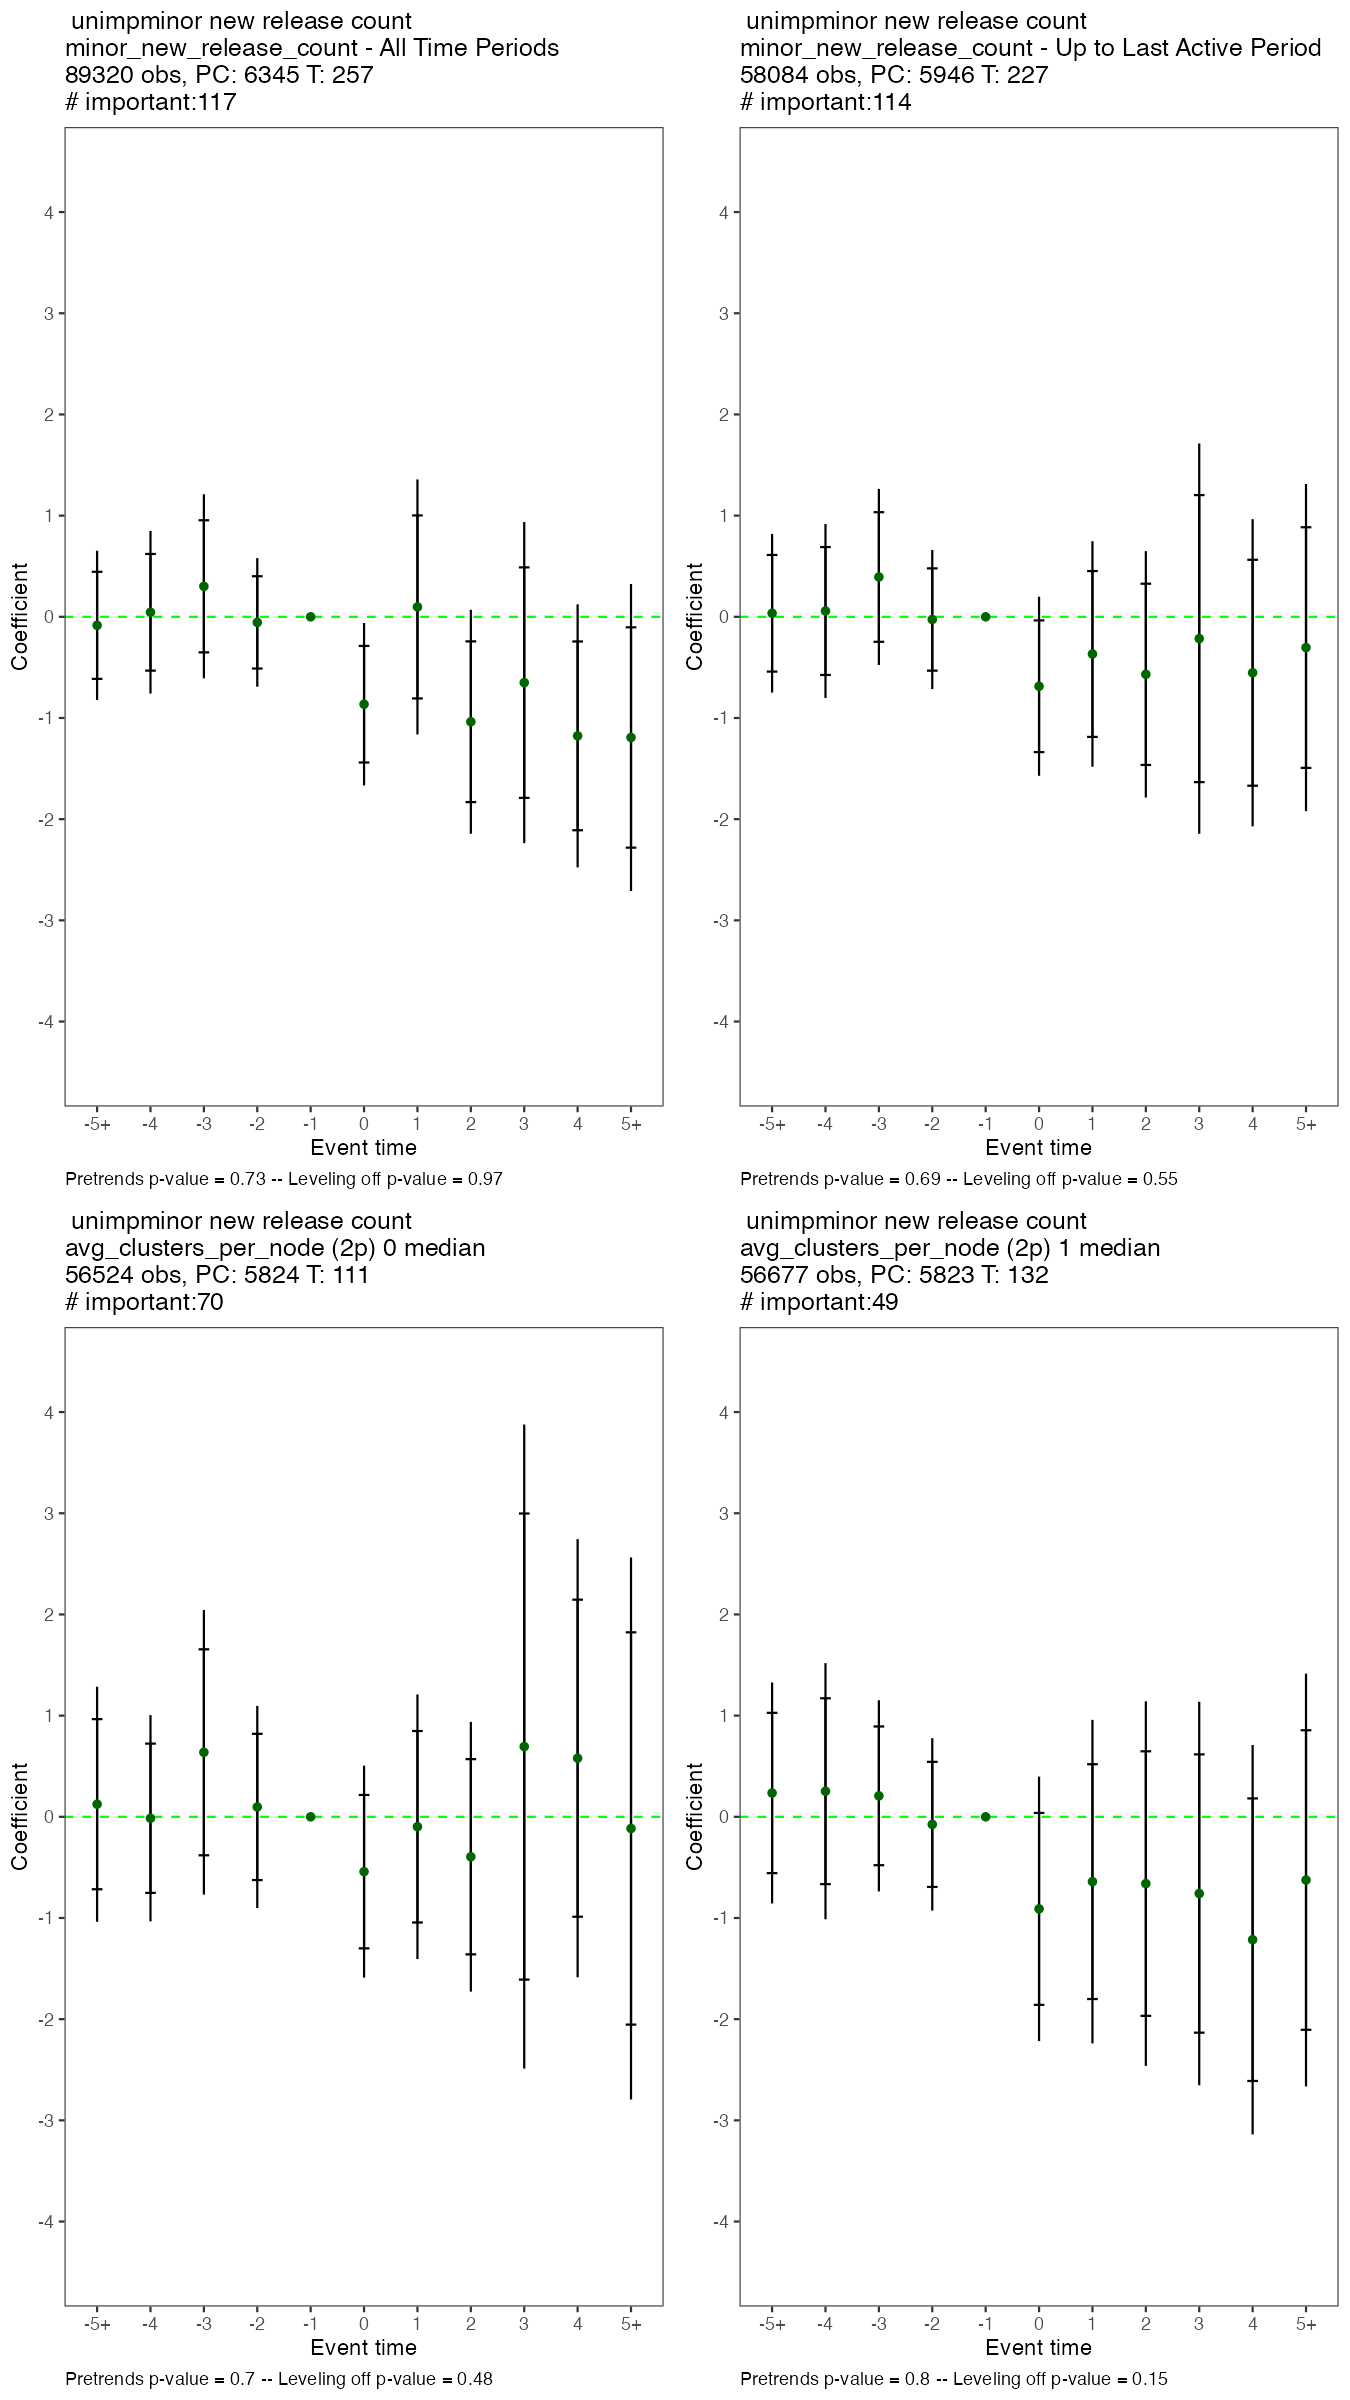 unimpminor new release count
minor_new_release_count - All Time Periods
89320 obs, PC: 6345 T: 257
# important:117
4
3
2
1
0
-1
-2
-3
-4
Coefficient
-5+ -4 -3 -2 -1 0 1 2 3 4 5+
Event time
Pretrends p-value = 0.73 -- Leveling off p-value = 0.97
unimpminor new release count
minor_new_release_count - Up to Last Active Period
58084 obs, PC: 5946 T: 227
# important:114
4
3
2
1
0
-1
-2
-3
-4
Coefficient
-5+ -4 -3 -2 -1 0 1 2 3 4 5+
Event time
Pretrends p-value = 0.69 -- Leveling off p-value = 0.55
unimpminor new release count
avg_clusters_per_node (2p) 0 median
56524 obs, PC: 5824 T: 111
# important:70
4
3
2
1
0
-1
-2
-3
-4
Coefficient
-5+ -4 -3 -2 -1 0 1 2 3 4 5+
Event time
Pretrends p-value = 0.7 -- Leveling off p-value = 0.48
unimpminor new release count
avg_clusters_per_node (2p) 1 median
56677 obs, PC: 5823 T: 132
# important:49
4
3
2
1
0
-1
-2
-3
-4
Coefficient
-5+ -4 -3 -2 -1 0 1 2 3 4 5+
Event time
Pretrends p-value = 0.8 -- Leveling off p-value = 0.15